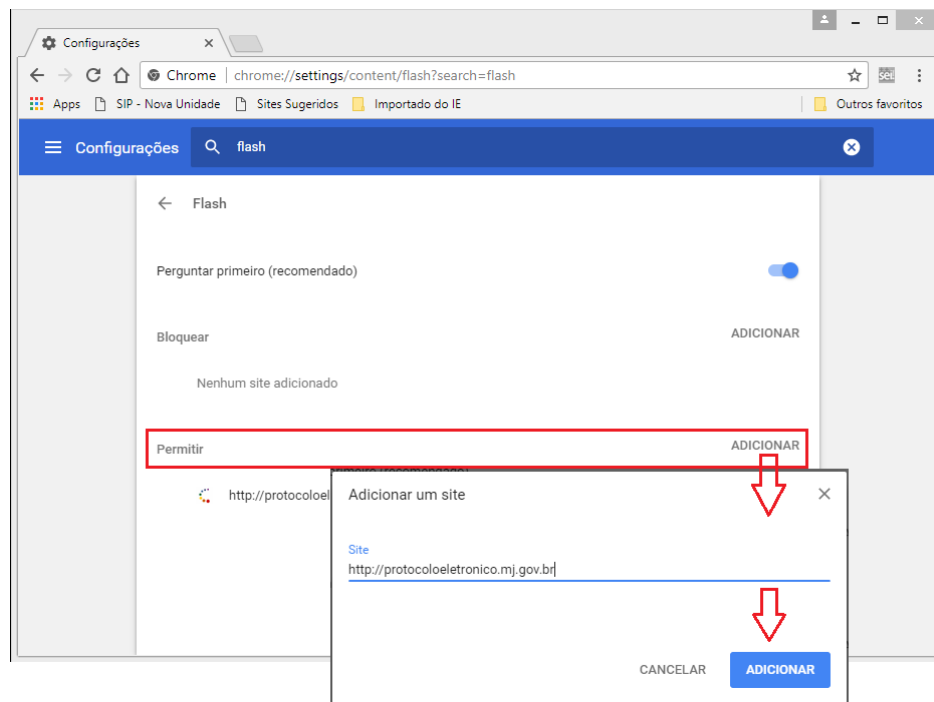 Configurações
Chrome | chrome://settings/content/flash?search=flash
sei!
Apps SIP - Nova Unidade Sites Sugeridos Importado do IE Outros favoritos
Configurações flash
Flash
Perguntar primeiro (recomendado)
Bloquear ADICIONAR
Nenhum site adicionado
Permitir ADICIONAR
http://protocoloel
Adicionar um site
Site
http://protocoloeletronico.mj.gov.br
CANCELAR ADICIONAR